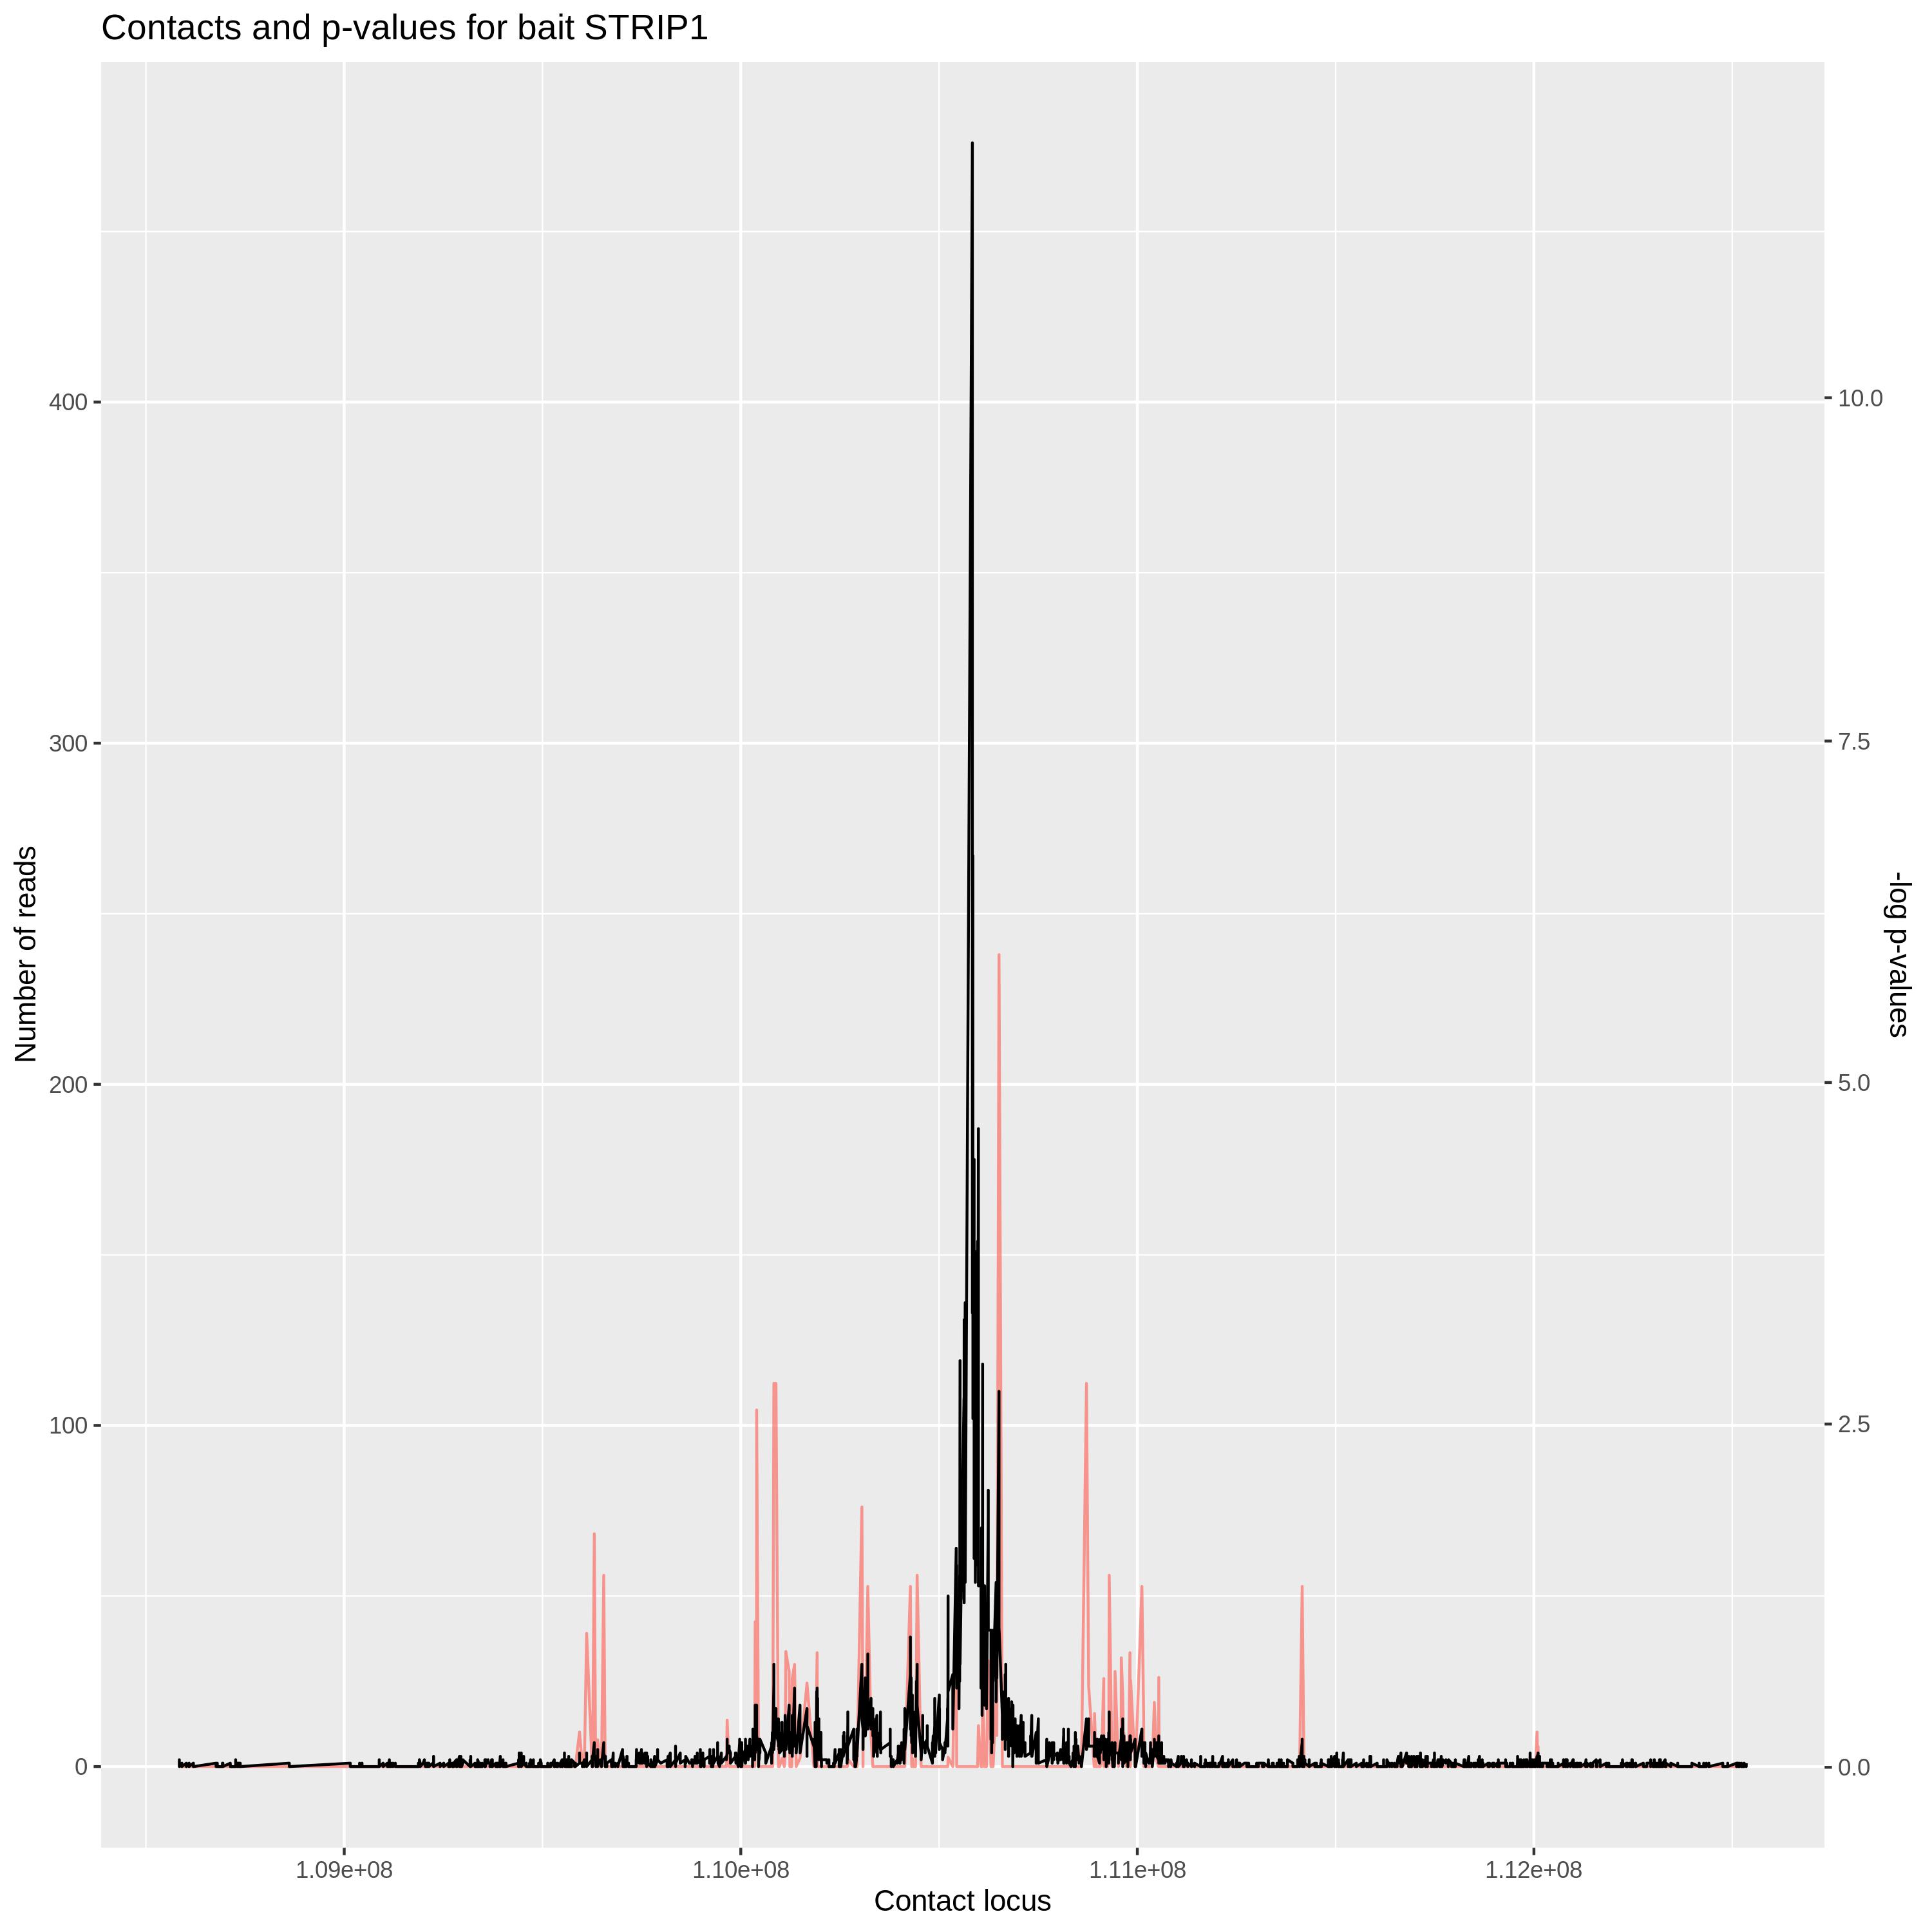 Contacts and p-values for bait STRIP1
Number of reads
400
300
200
100
0
10.0
7.5
5.0
2.5
0.0
-log p-values
1.09e+08
1.10e+08
1.11e+08
1.12e+08
Contact locus